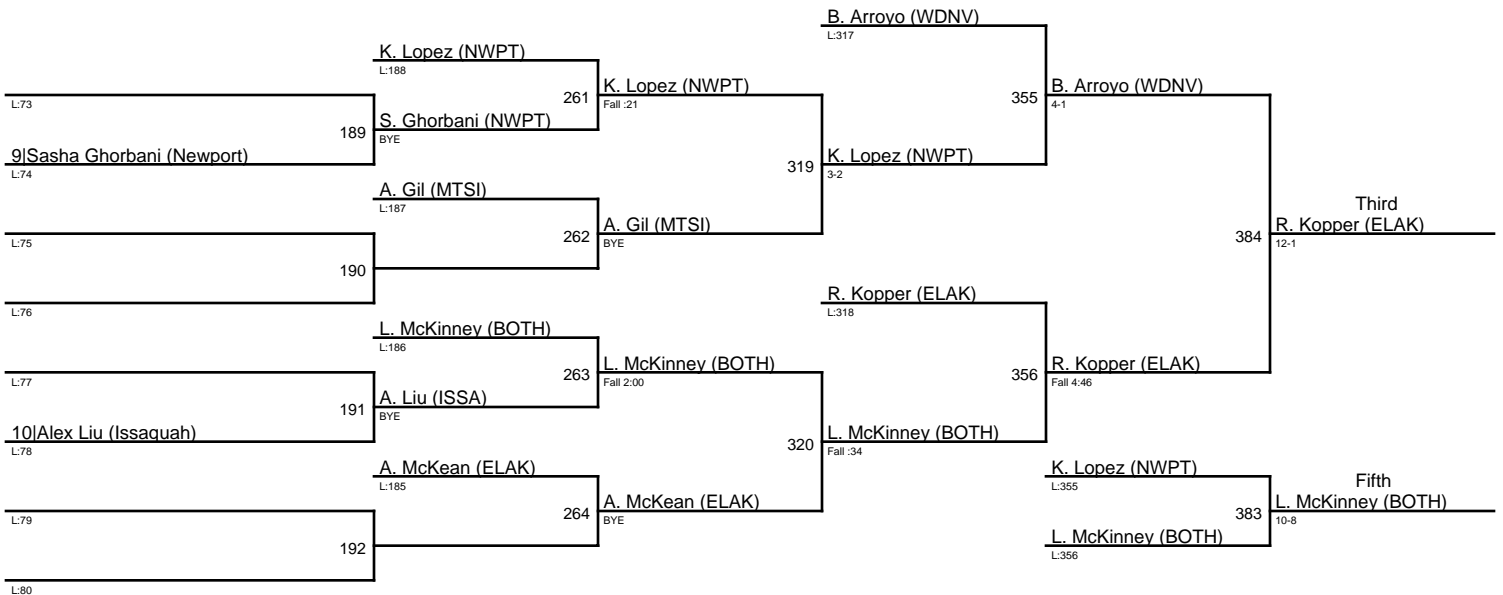 B. Arroyo (WDNV)
L:317
K. Lopez (NWPT)
L:188
K. Lopez (NWPT)
Fall :21
261
355
B. Arroyo (WDNV)
4-1
L:73
S. Ghorbani (NWPT)
BYE
189
9|Sasha Ghorbani (Newport)
L:74
319
K. Lopez (NWPT)
3-2
A. Gil (MTSI)
L:187
Third
L:75
262
A. Gil (MTSI)
BYE
384
R. Kopper (ELAK)
12-1
190
L:76
R. Kopper (ELAK)
L:318
L. McKinney (BOTH)
L:186
L:77
263
L. McKinney (BOTH)
Fall 2:00
356
R. Kopper (ELAK)
Fall 4:46
191
A. Liu (ISSA)
BYE
10|Alex Liu (Issaquah)
L:78
320
L. McKinney (BOTH)
Fall :34
A. McKean (ELAK)
L:185
K. Lopez (NWPT)
L:355
Fifth
L:79
264
A. McKean (ELAK)
BYE
383
L. McKinney (BOTH)
10-8
192
L. McKinney (BOTH)
L:356
L:80